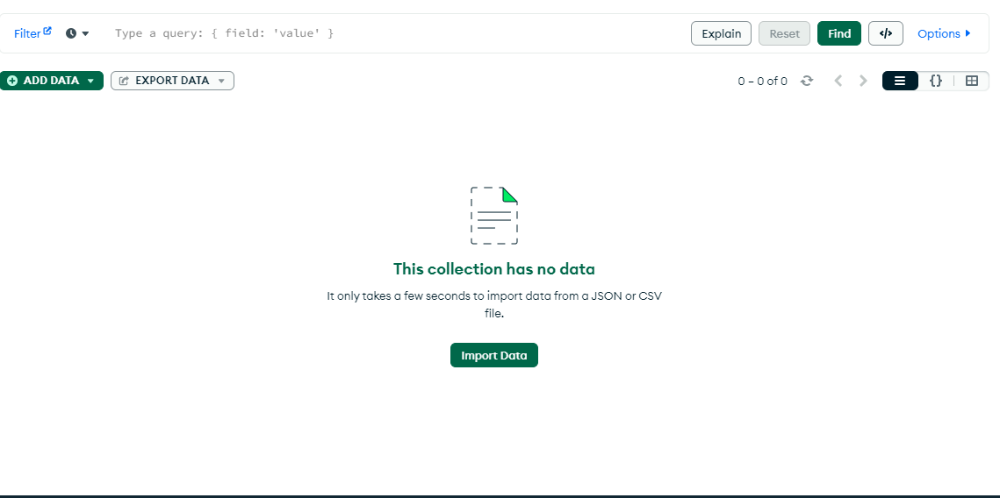 Filter
Type a query: { field: 'value' }
Explain
Reset
Find
</>
Options
ADD DATA
EXPORT DATA
0 – 0 of 0
{}
This collection has no data
It only takes a few seconds to import data from a JSON or CSV
file.
Import Data